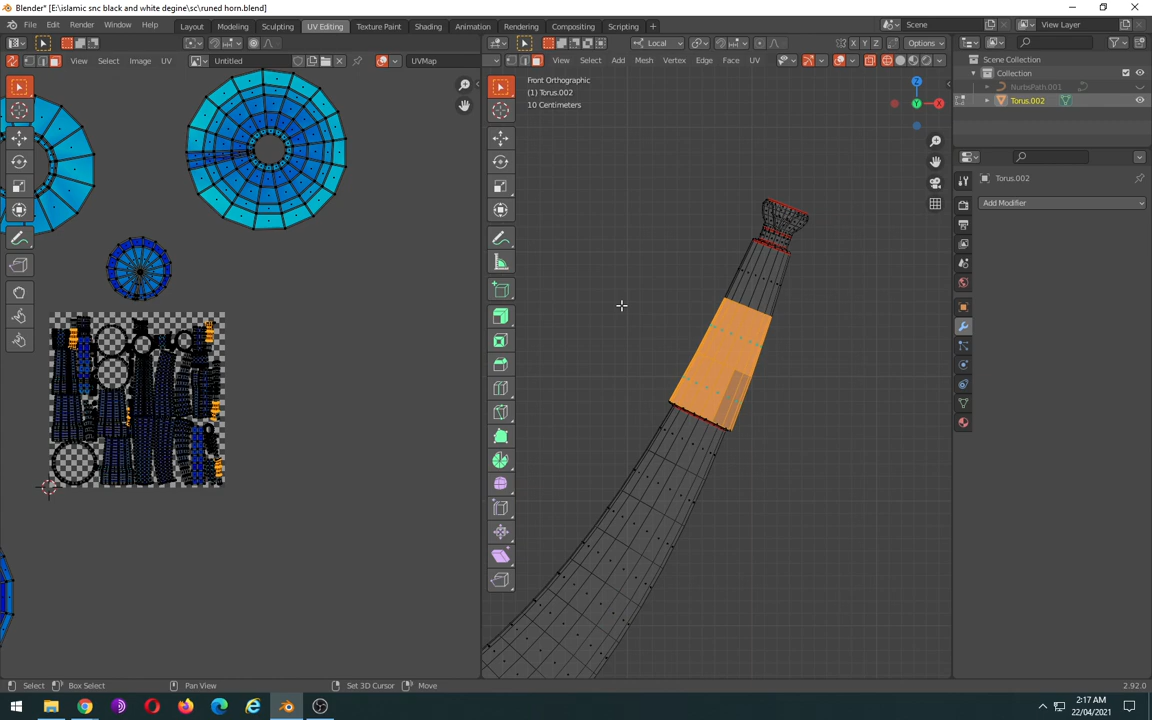 Blender* [E:\islamic snc black and white degine\sc\runed horn.blend]
File Edit Render Window Help Layout Modeling Sculpting UV Editing Texture Paint Shading Animation Rendering Compositing Scripting + Scene View Layer
Local X Y Z Options
View Select Image UV Untitled UVMap View Select Add Mesh Vertex Edge Face UV
Scene Collection
Collection
NurbsPath.001
Torus.002
Front Orthographic
(1) Torus.002
10 Centimeters
Z
X
Y
Torus.002
Add Modifier
Select Box Select Pan View Set 3D Cursor Move 2.92.0
2:17 AM
22/04/2021